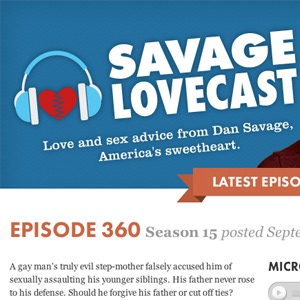 SAVAGE
LOVECAST
Love and sex advice from Dan Savage,
America's sweetheart.
LATEST EPISO
EPISODE 360 Season 15 posted Septe
A gay man's truly evil step-mother falsely accused him of
sexually assaulting his younger siblings. His father never rose
to his defense. Should he forgive his father or cut off ties?
MICRO